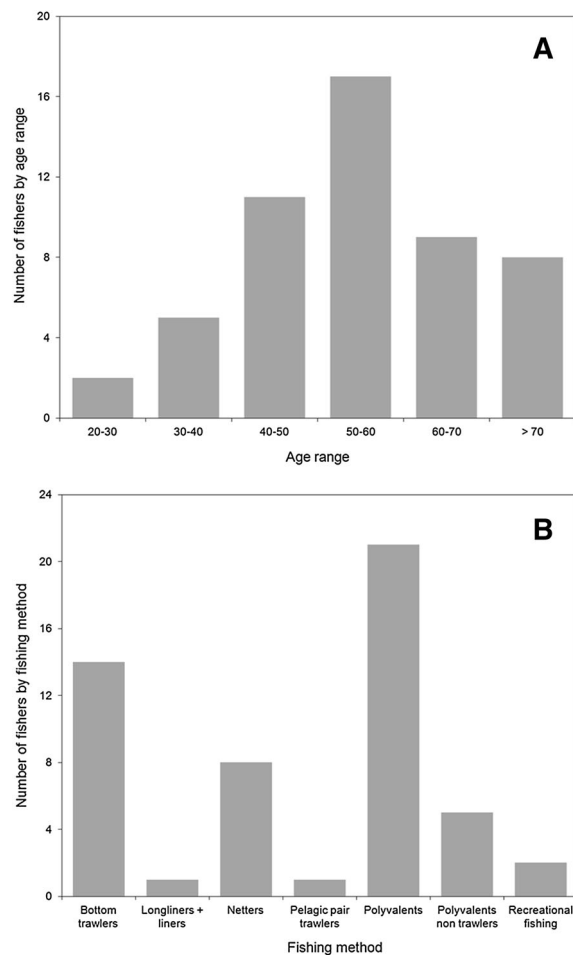 A
Number of fishers by age range
20
16
12
8
4
0
20-30 30-40 40-50 50-60 60-70 > 70
Age range
B
Number of fishers by fishing method
24
20
16
12
8
4
0
Bottom trawlers
Longliners + liners
Netters
Pelagic pair trawlers
Polyvalents
Polyvalents non trawlers
Recreational fishing
Fishing method